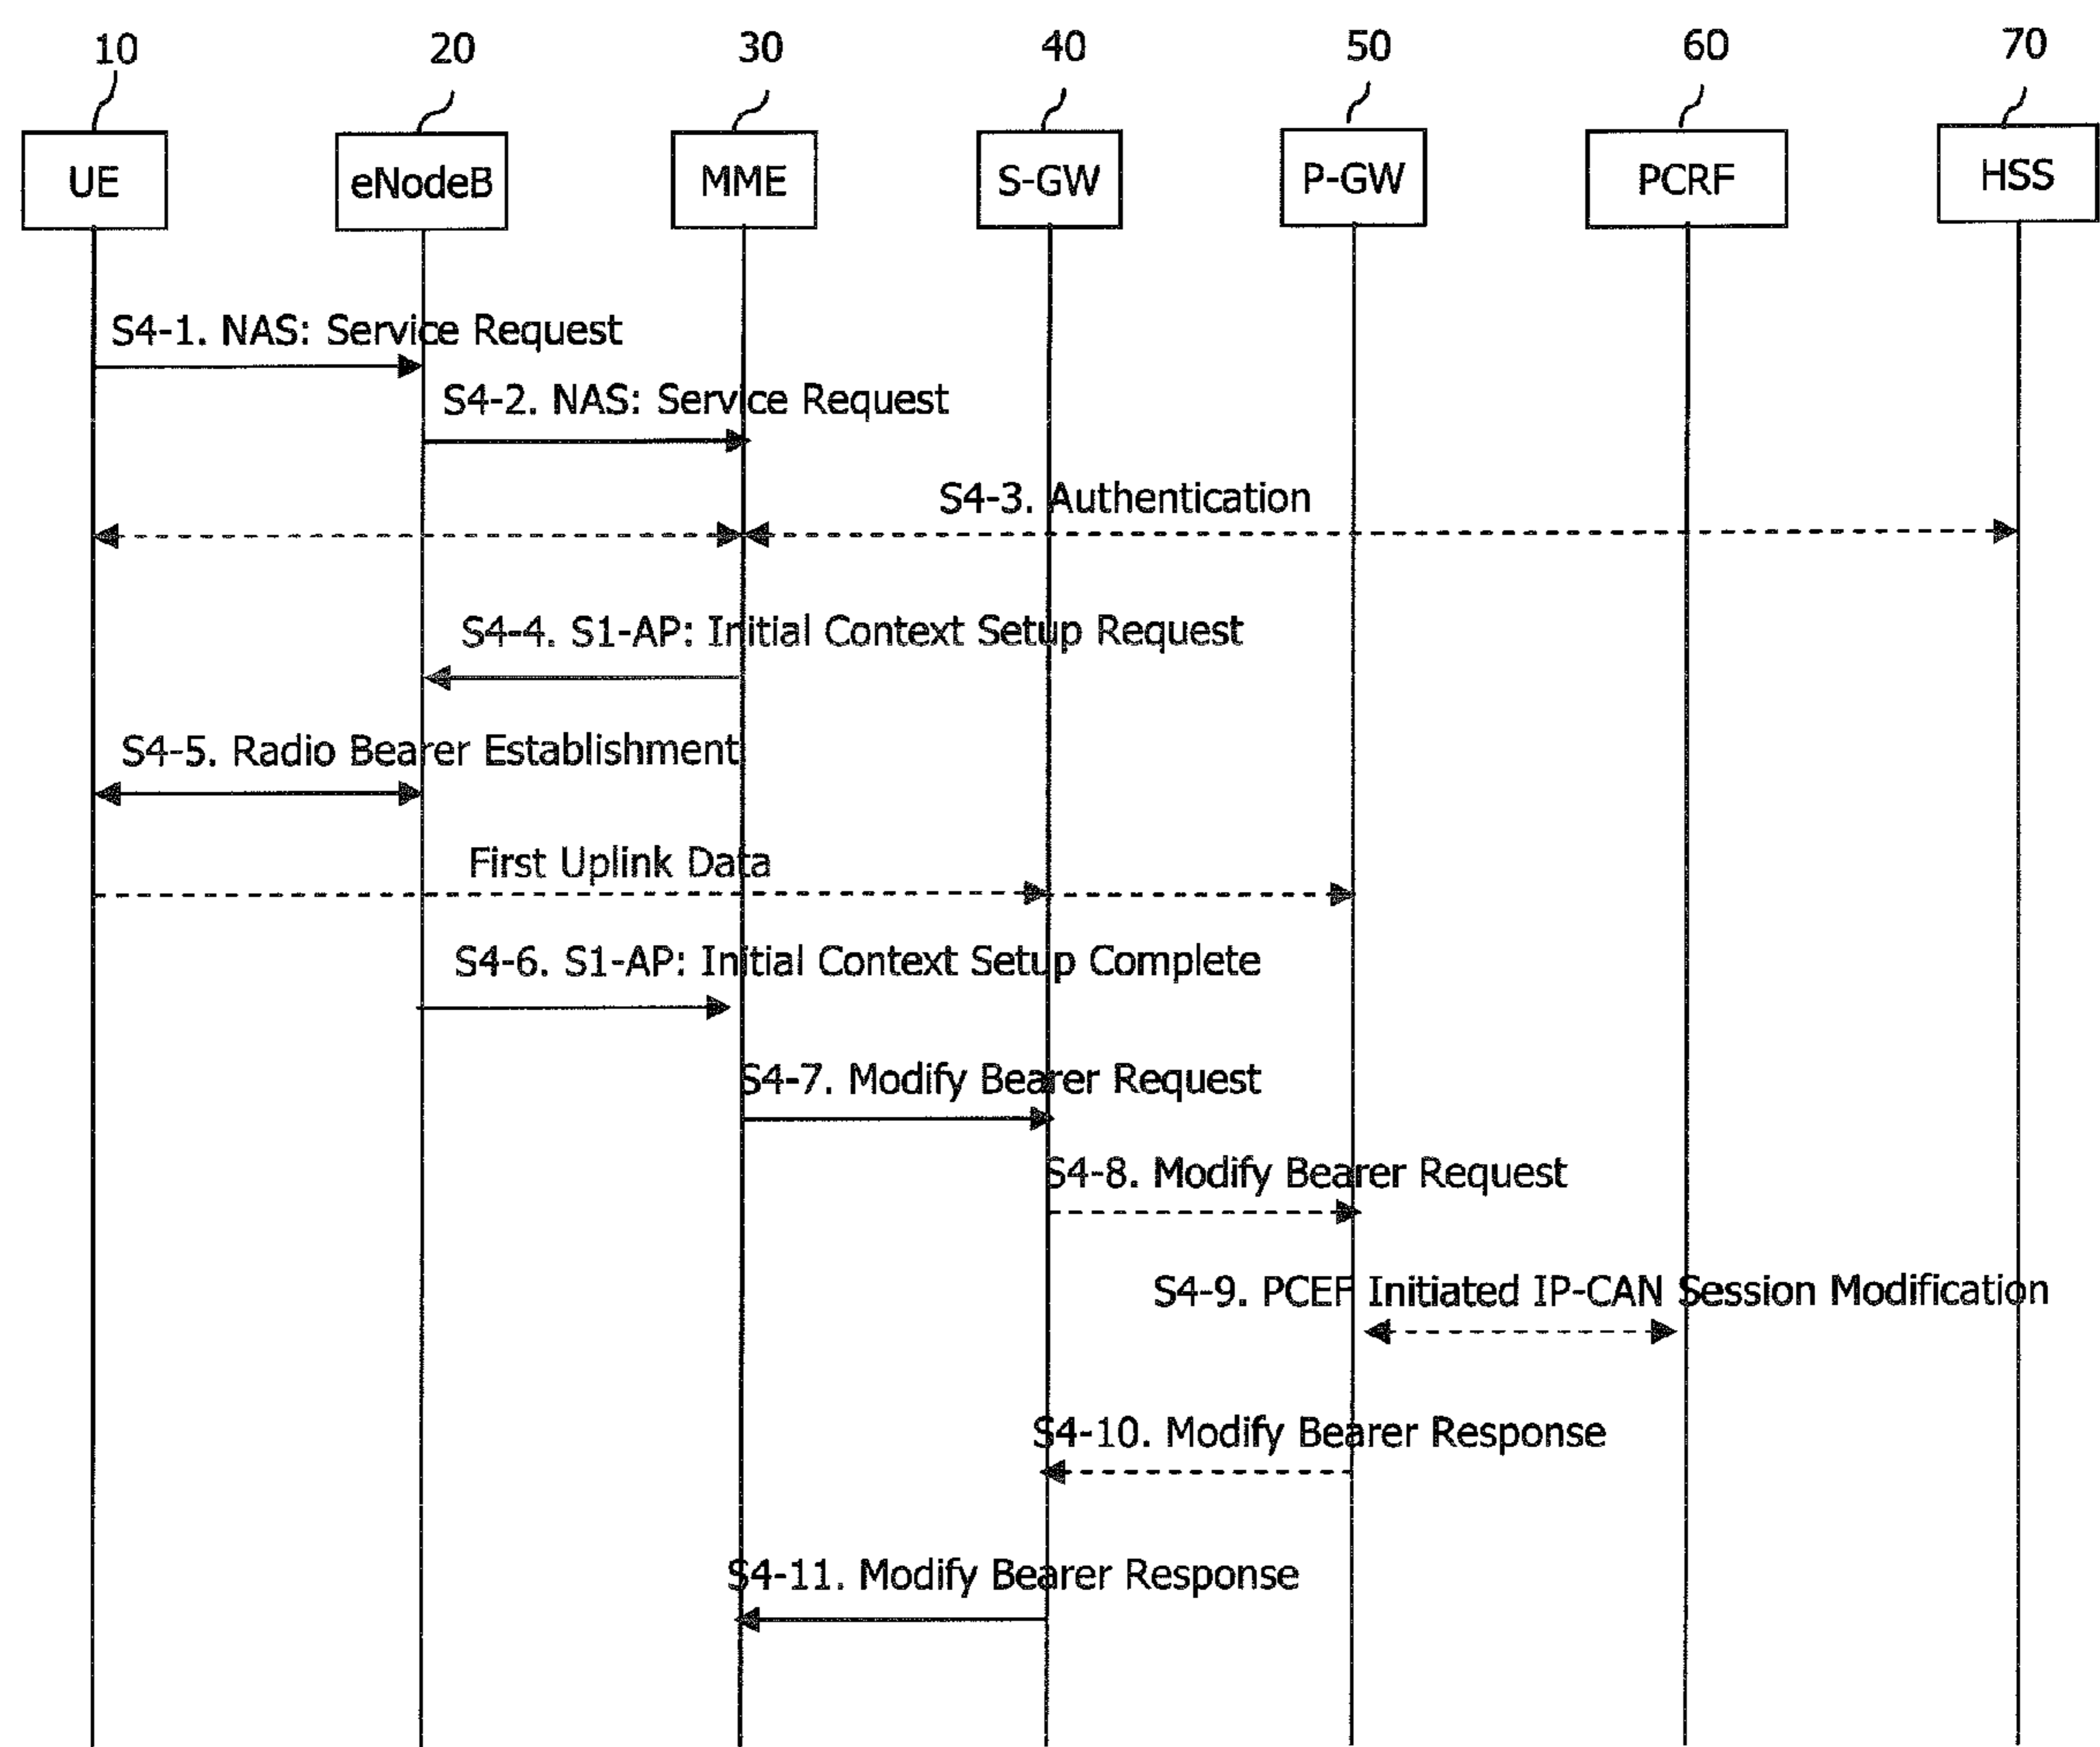 10 20 30 40 50 60 70
UE eNodeB MME S-GW P-GW PCRF HSS
S4-1. NAS: Service Request
S4-2. NAS: Service Request
S4-3. Authentication
S4-4. S1-AP: Initial Context Setup Request
S4-5. Radio Bearer Establishment
First Uplink Data
S4-6. S1-AP: Initial Context Setup Complete
S4-7. Modify Bearer Request
S4-8. Modify Bearer Request
S4-9. PCEF Initiated IP-CAN Session Modification
S4-10. Modify Bearer Response
S4-11. Modify Bearer Response